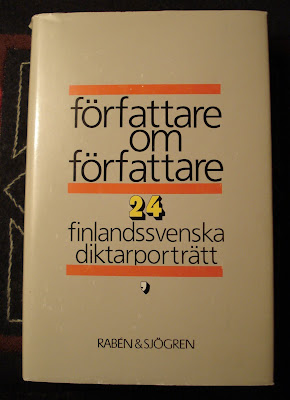 författare
om
författare
24
finlandssvenska
diktarporträtt
RABÉN & SJÖGREN